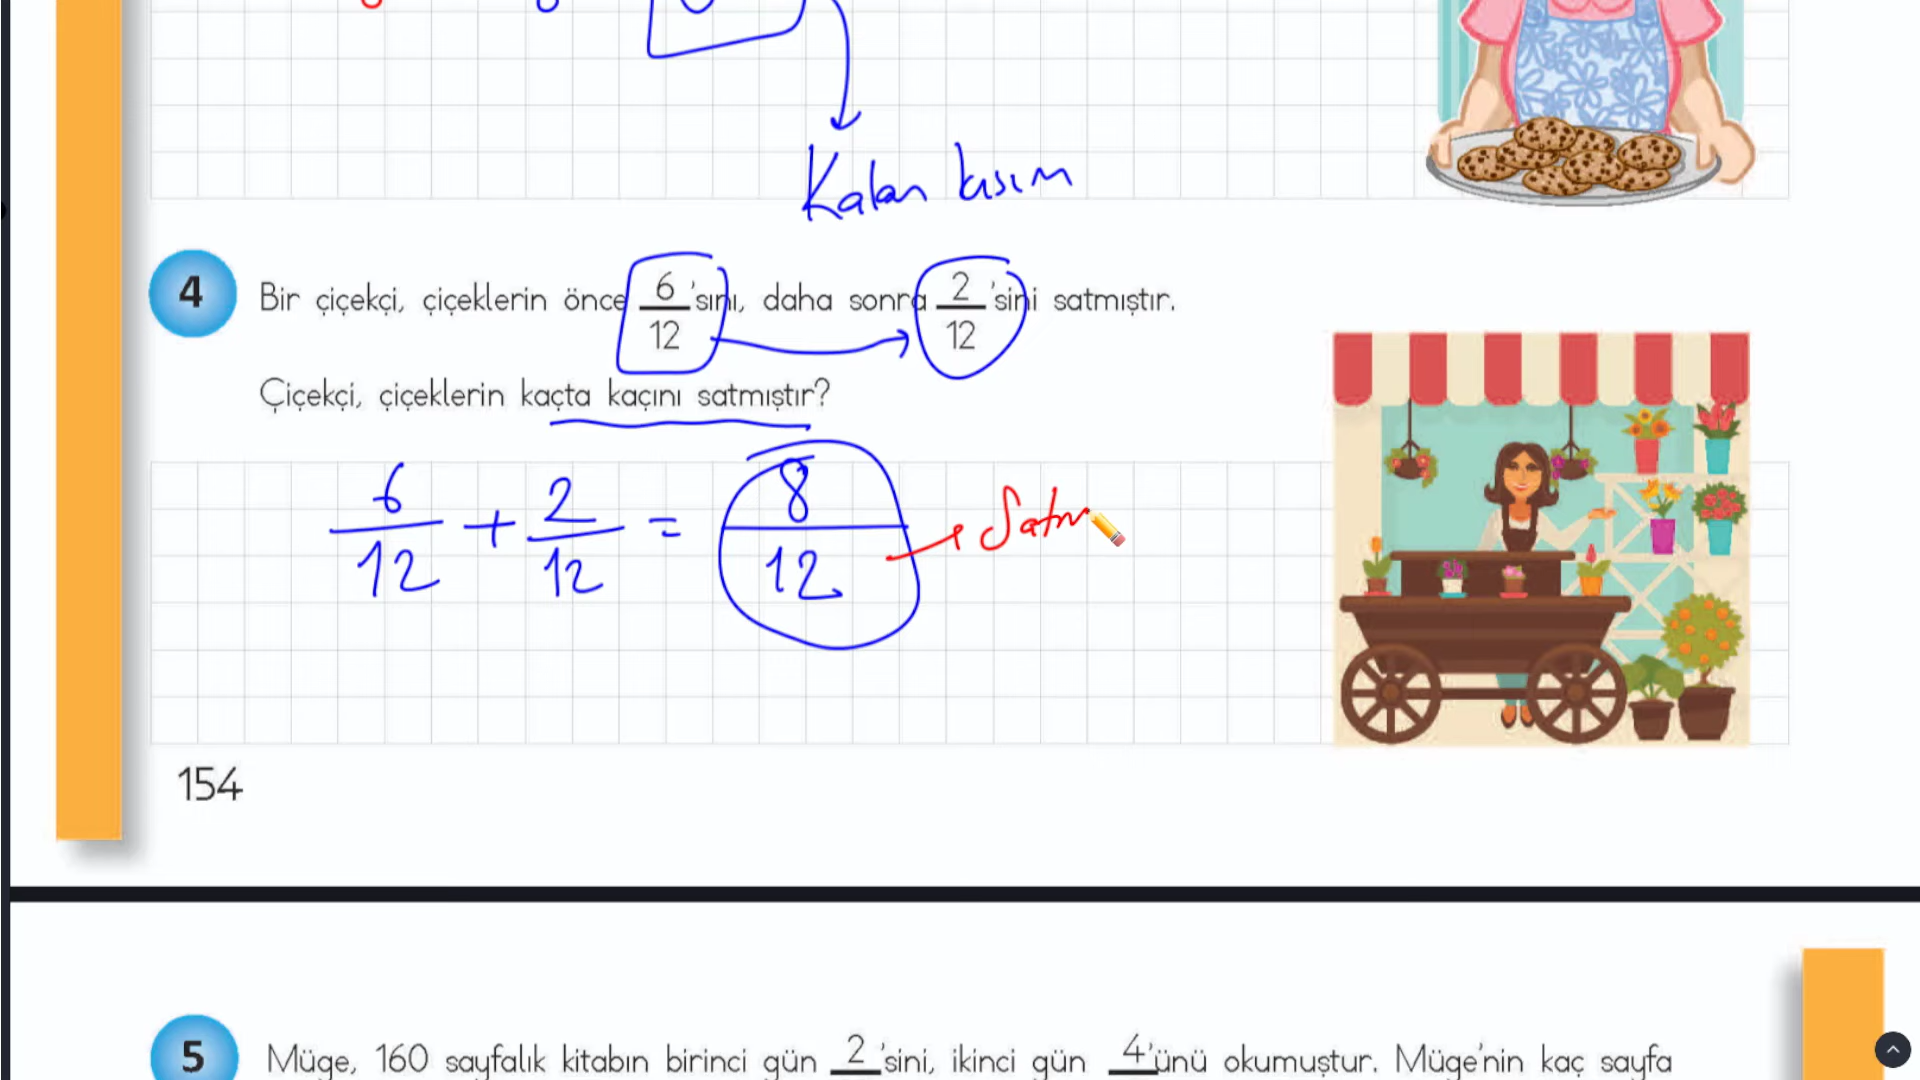 Kalan kısım
4 Bir çiçekçi, çiçeklerin önce 6/12 'sını, daha sonra 2/12 'sini satmıştır.
Çiçekçi, çiçeklerin kaçta kaçını satmıştır?
6/12 + 2/12 = 8/12 Satm
154
5 Müge, 160 sayfalık kitabın birinci gün 2 'sini, ikinci gün 4'ünü okumuştur. Müge'nin kaç sayfa